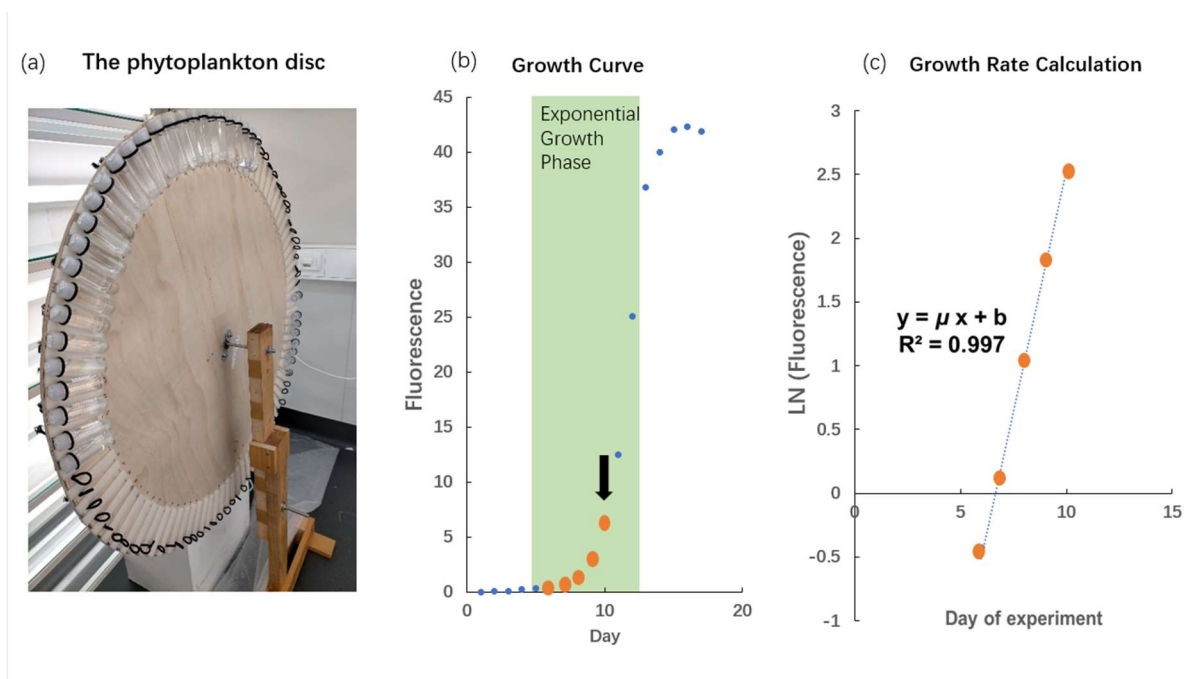 (a) The phytoplankton disc
(b) Growth Curve
45
40
35
30
25
20
15
10
5
0
Fluorescence
Exponential
Growth
Phase
0 10 20
Day
(c) Growth Rate Calculation
3
2.5
2
1.5
1
0.5
0
-0.5
-1
LN (Fluorescence)
y = μ x + b
R² = 0.997
0 5 10 15
Day of experiment